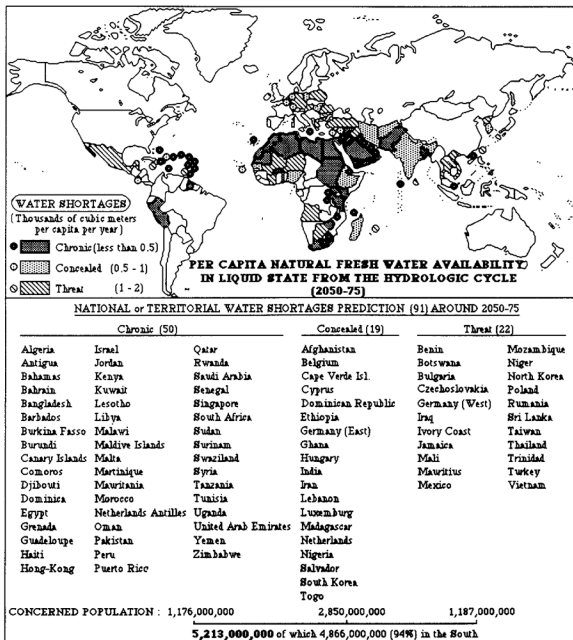 WATER SHORTAGES
(Thousands of cubic meters
per capita per year)
Chronic (less than 0.5)
Concealed (0.5 - 1)
Threat (1 - 2)
PER CAPITA NATURAL FRESH WATER AVAILABILITY
IN LIQUID STATE FROM THE HYDROLOGIC CYCLE
(2050-75)
NATIONAL or TERRITORIAL WATER SHORTAGES PREDICTION (91) AROUND 2050-75
Chronic (50)
Algeria
Antigua
Bahamas
Bahrain
Bangladesh
Barbados
Burkina Fasso
Burundi
Canary Islands
Comoros
Djibouti
Dominica
Egypt
Grenada
Guadeloupe
Haiti
Hong-Kong
Israel
Jordan
Kenya
Kuwait
Lesotho
Libya
Malawi
Maldive Islands
Malta
Martinique
Mauritania
Morocco
Netherlands Antilles
Oman
Pakistan
Peru
Puerto Rico
Qatar
Rwanda
Saudi Arabia
Senegal
Singapore
South Africa
Sudan
Surinam
Swaziland
Syria
Tanzania
Tunisia
Uganda
United Arab Emirates
Yemen
Zimbabwe
Concealed (19)
Afghanistan
Belgium
Cape Verde Isl.
Cyprus
Dominican Republic
Ethiopia
Germany (East)
Ghana
Hungary
India
Iran
Lebanon
Luxemburg
Madagascar
Netherlands
Nigeria
Salvador
South Korea
Togo
Threat (22)
Benin
Botswana
Bulgaria
Czechoslovakia
Germany (West)
Iraq
Ivory Coast
Jamaica
Mali
Mauritius
Mexico
Mozambique
Niger
North Korea
Poland
Rumania
Sri Lanka
Taiwan
Thailand
Trinidad
Turkey
Vietnam
CONCERNED POPULATION : 1,176,000,000 2,850,000,000 1,187,000,000
5,213,000,000 of which 4,866,000,000 (94%) in the South